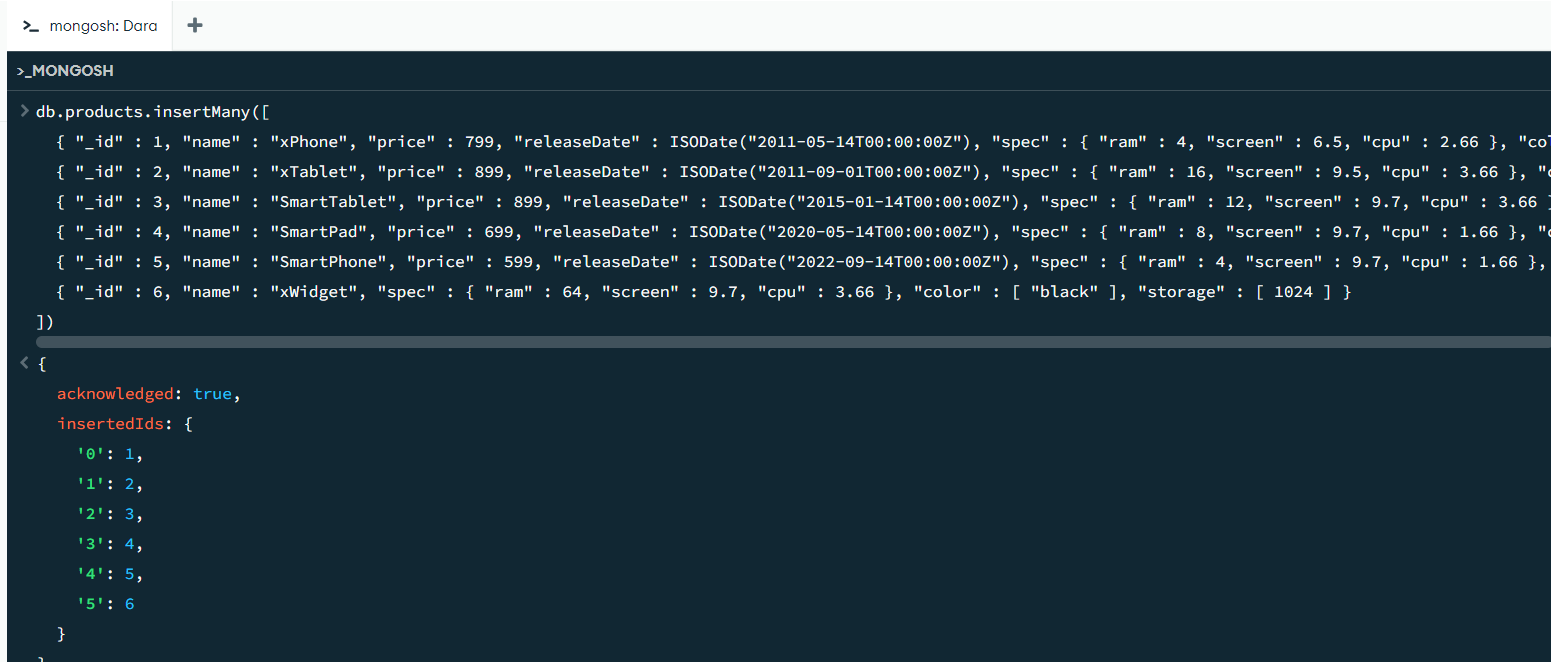 >_ mongosh: Dara +
>_MONGOSH
> db.products.insertMany([
{ "_id" : 1, "name" : "xPhone", "price" : 799, "releaseDate" : ISODate("2011-05-14T00:00:00Z"), "spec" : { "ram" : 4, "screen" : 6.5, "cpu" : 2.66 }, "col
{ "_id" : 2, "name" : "xTablet", "price" : 899, "releaseDate" : ISODate("2011-09-01T00:00:00Z"), "spec" : { "ram" : 16, "screen" : 9.5, "cpu" : 3.66 }, "c
{ "_id" : 3, "name" : "SmartTablet", "price" : 899, "releaseDate" : ISODate("2015-01-14T00:00:00Z"), "spec" : { "ram" : 12, "screen" : 9.7, "cpu" : 3.66 }
{ "_id" : 4, "name" : "SmartPad", "price" : 699, "releaseDate" : ISODate("2020-05-14T00:00:00Z"), "spec" : { "ram" : 8, "screen" : 9.7, "cpu" : 1.66 }, "c
{ "_id" : 5, "name" : "SmartPhone", "price" : 599, "releaseDate" : ISODate("2022-09-14T00:00:00Z"), "spec" : { "ram" : 4, "screen" : 9.7, "cpu" : 1.66 },
{ "_id" : 6, "name" : "xWidget", "spec" : { "ram" : 64, "screen" : 9.7, "cpu" : 3.66 }, "color" : [ "black" ], "storage" : [ 1024 ] }
])
< {
acknowledged: true,
insertedIds: {
'0': 1,
'1': 2,
'2': 3,
'3': 4,
'4': 5,
'5': 6
}
}